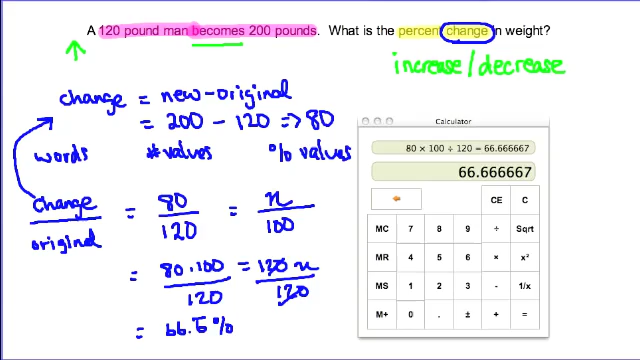 A 120 pound man becomes 200 pounds. What is the percent change in weight?
increase/decrease
change = new-original
= 200 - 120 => 80
words # values % values
change = 80 = x
original 120 100
= 80.100 = 120 x
120 120
= 66.6%
Calculator
80 × 100 ÷ 120 = 66.666667
66.666667
CE C
MC 7 8 9 ÷ Sqrt
MR 4 5 6 × x²
MS 1 2 3 - 1/x
M+ 0 . ± + =